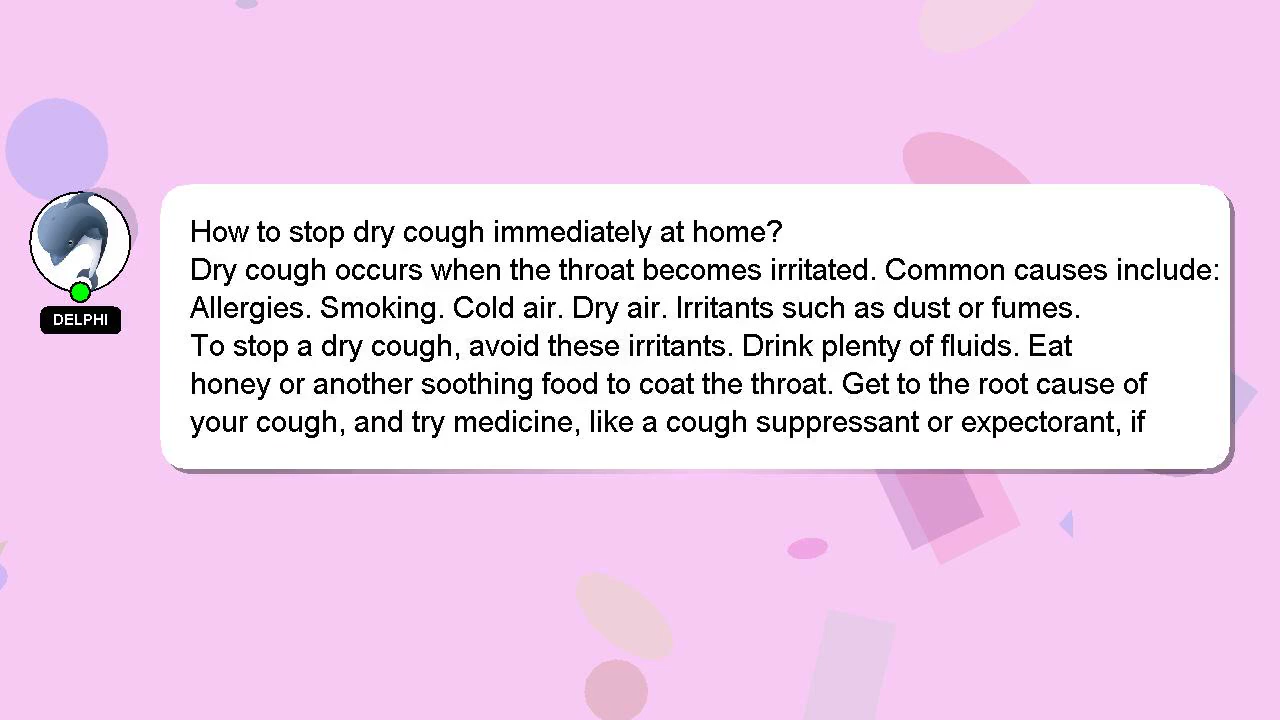 How to stop dry cough immediately at home?
Dry cough occurs when the throat becomes irritated. Common causes include:
Allergies. Smoking. Cold air. Dry air. Irritants such as dust or fumes.
To stop a dry cough, avoid these irritants. Drink plenty of fluids. Eat
honey or another soothing food to coat the throat. Get to the root cause of
your cough, and try medicine, like a cough suppressant or expectorant, if
DELPHI